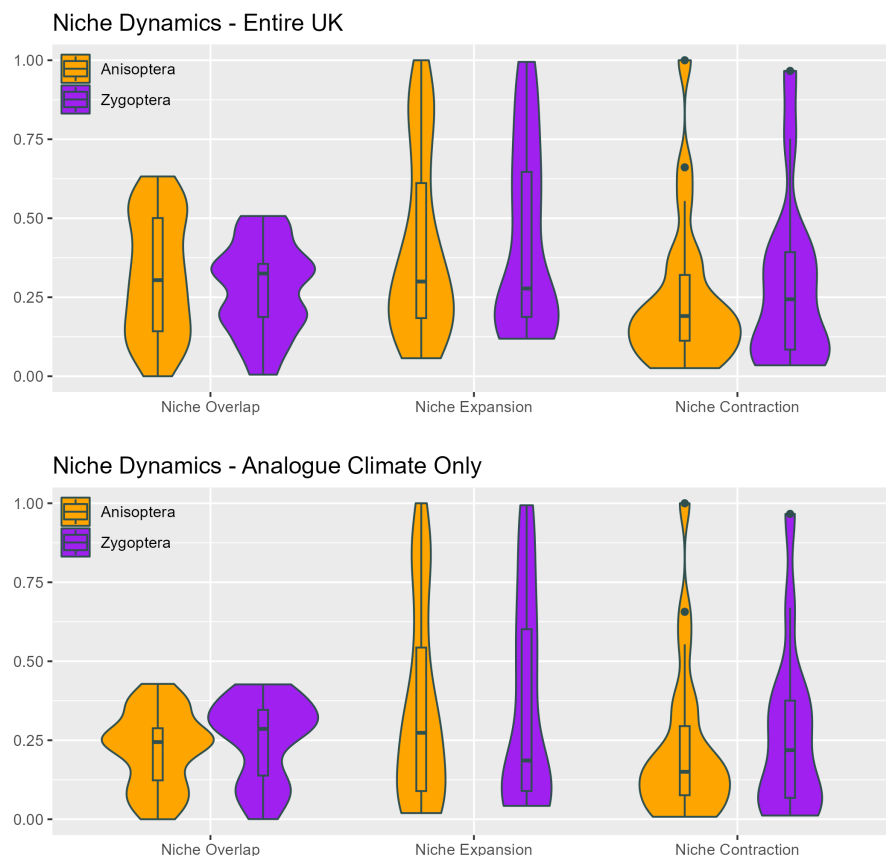 Niche Dynamics - Entire UK
1.00
Anisoptera
Zygoptera
0.75
0.50
0.25
0.00
Niche Overlap Niche Expansion Niche Contraction
Niche Dynamics - Analogue Climate Only
1.00
Anisoptera
Zygoptera
0.75
0.50
0.25
0.00
Niche Overlap Niche Expansion Niche Contraction